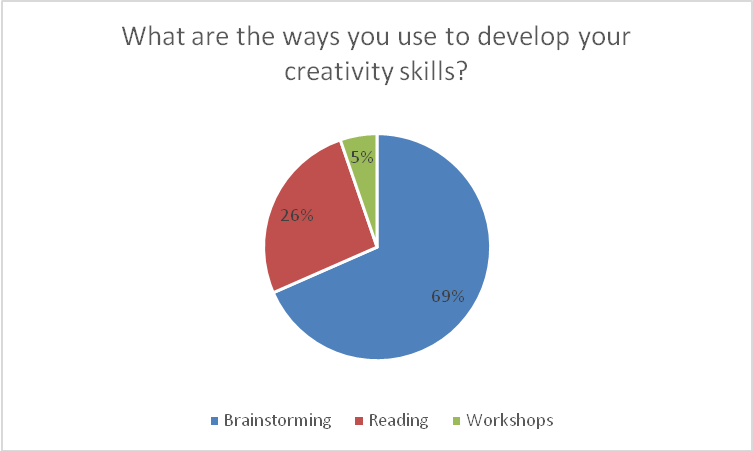 What are the ways you use to develop your
creativity skills?
5%
26%
69%
Brainstorming Reading Workshops